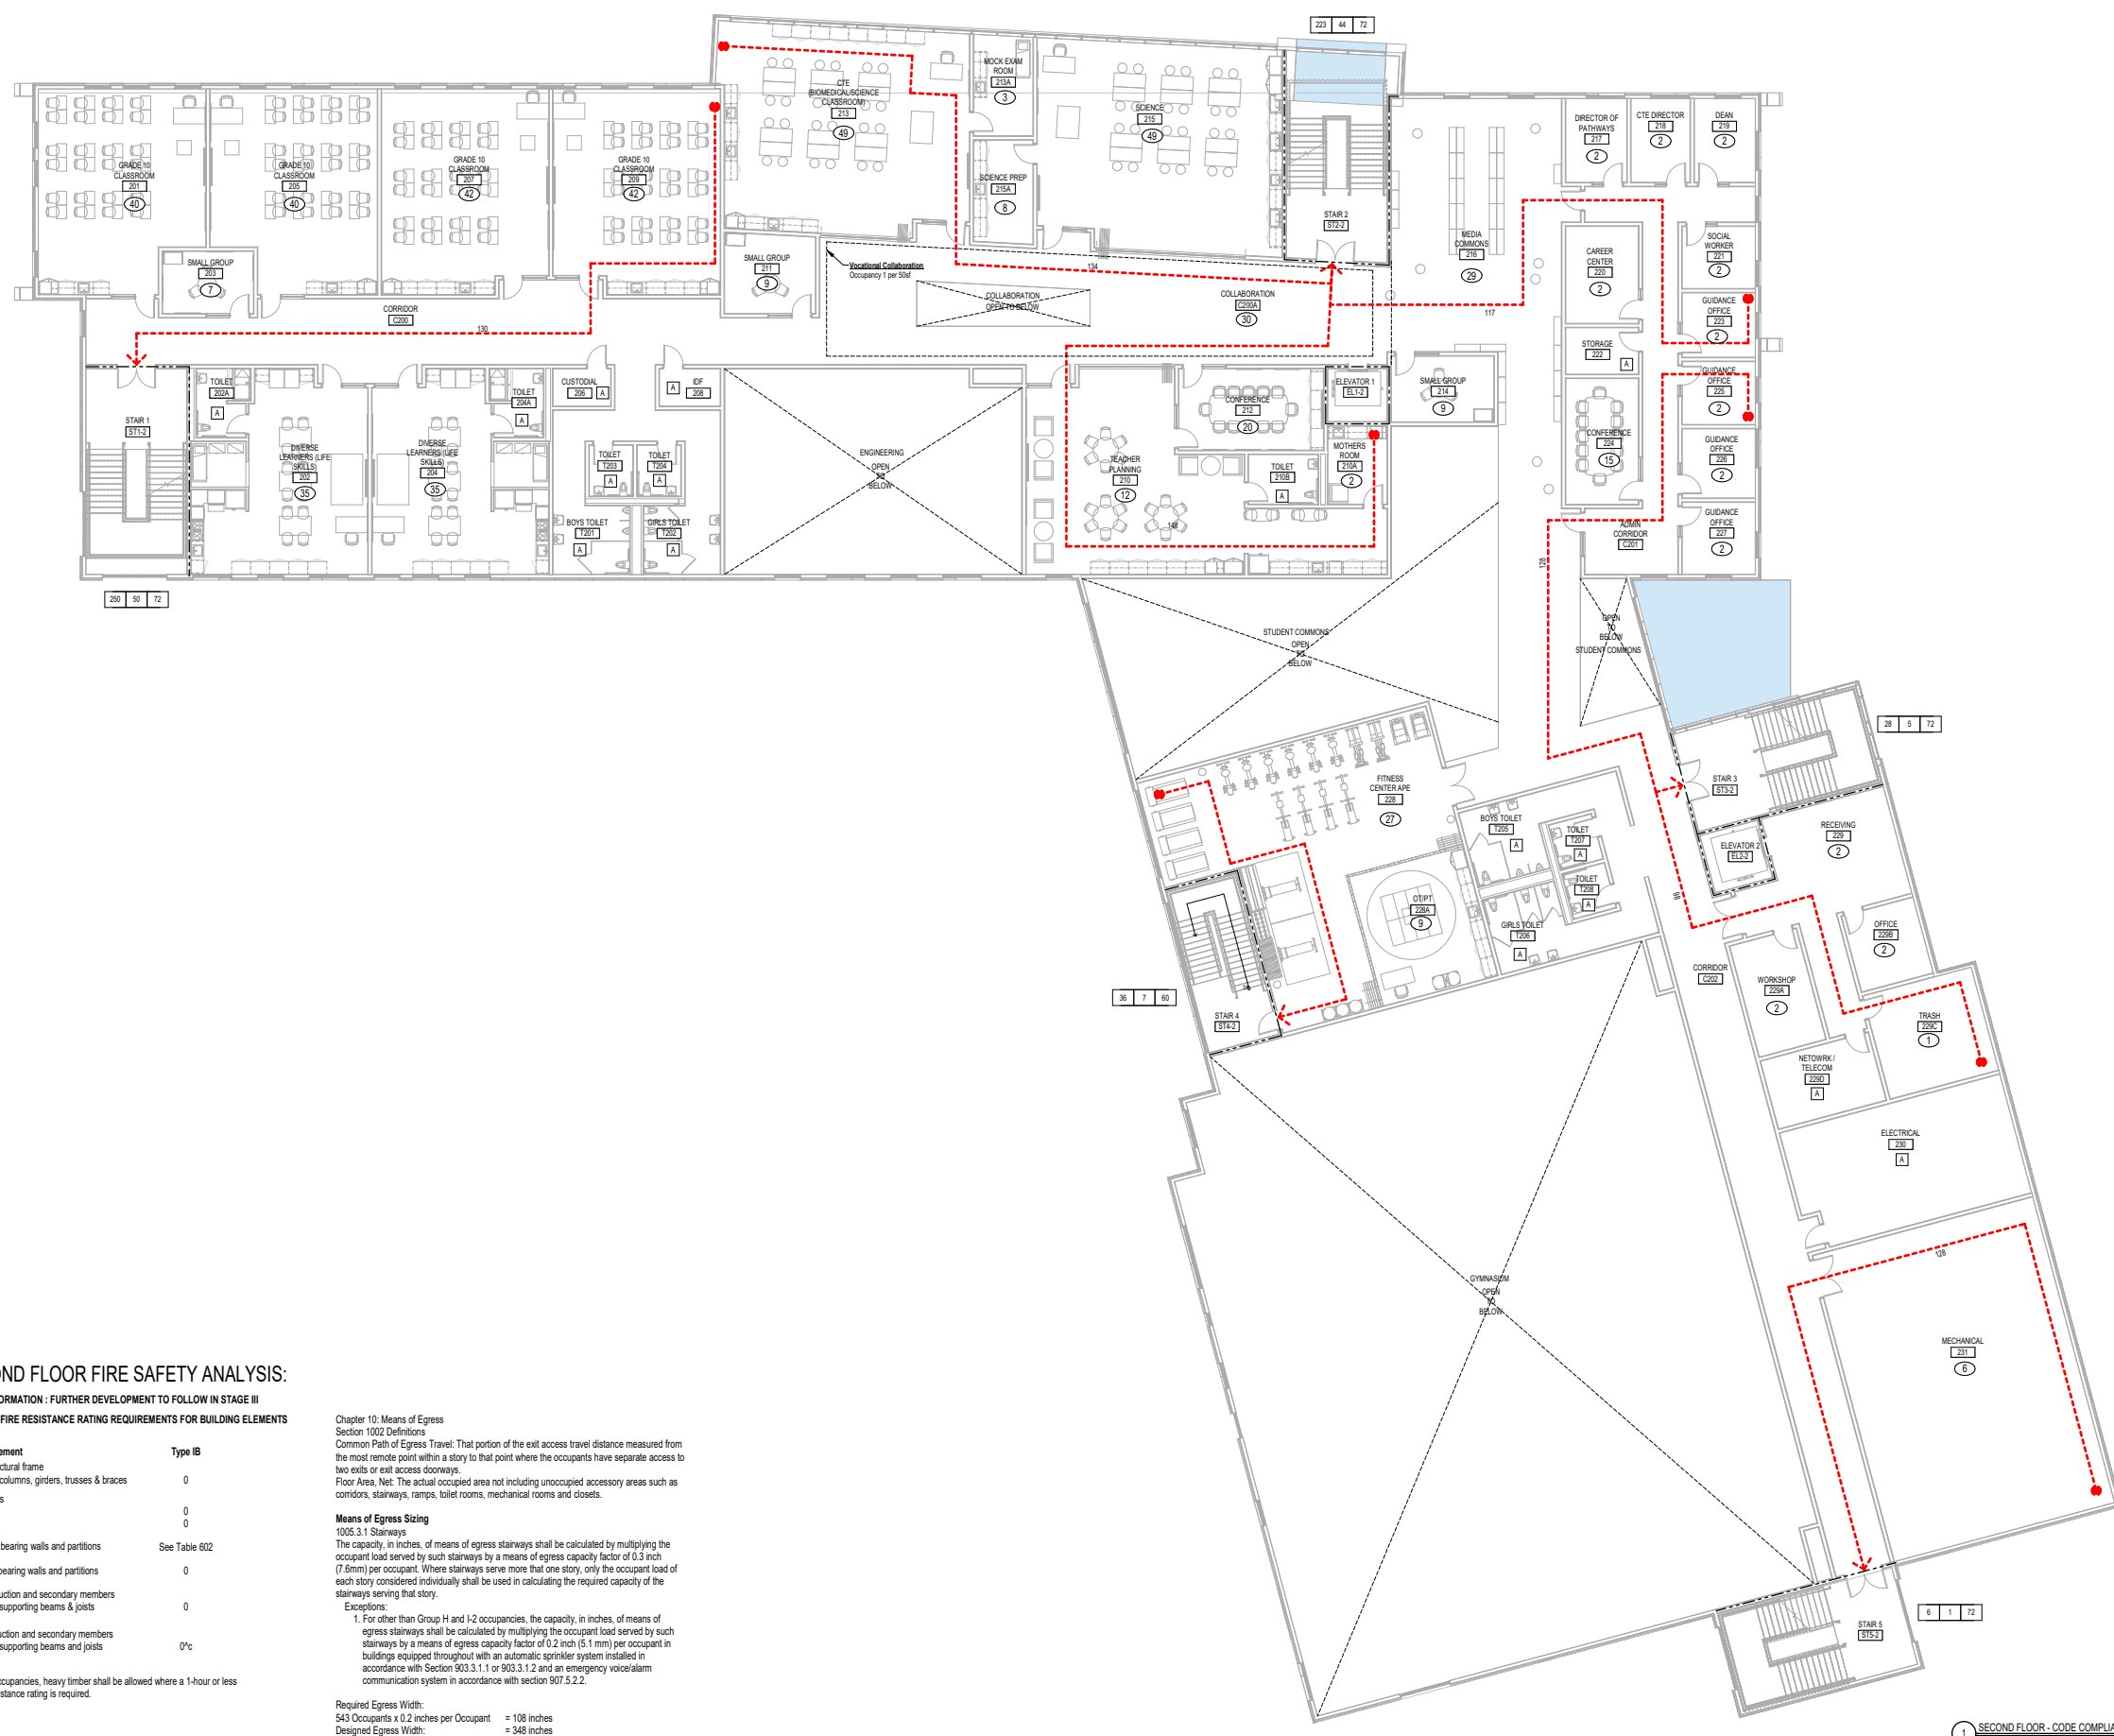 223 44 72
MOCK EXAM
ROOM
213A
3
CTE
(BIOMEDICAL/SCIENCE
CLASSROOM)
213
49
SCIENCE
215
49
DIRECTOR OF
PATHWAYS
217
2
CTE DIRECTOR
218
2
DEAN
219
2
GRADE 10
CLASSROOM
201
40
GRADE 10
CLASSROOM
205
40
GRADE 10
CLASSROOM
207
42
GRADE 10
CLASSROOM
209
42
SCIENCE PREP
215A
8
STAIR 2
ST2-2
MEDIA
COMMONS
216
29
CAREER
CENTER
220
2
SOCIAL
WORKER
221
2
SMALL GROUP
203
7
SMALL GROUP
211
9
Vocational Collaboration
Occupancy 1 per 50sf
134
COLLABORATION
OPEN TO BELOW
COLLABORATION
C200A
30
117
GUIDANCE
OFFICE
223
2
CORRIDOR
C200
130
STORAGE
222
A
STAIR 1
ST1-2
TOILET
202A
A
TOILET
204A
A
CUSTODIAL
206 A
A
IDF
208
ELEVATOR 1
EL1-2
SMALL GROUP
214
9
GUIDANCE
OFFICE
225
2
CONFERENCE
212
20
CONFERENCE
224
15
DIVERSE
LEARNERS (LIFE
SKILLS)
202
35
DIVERSE
LEARNERS (LIFE
SKILLS)
204
35
TOILET
T203
A
TOILET
T204
A
ENGINEERING
OPEN
TO
BELOW
TEACHER
PLANNING
210
12
TOILET
210B
A
MOTHERS
ROOM
210A
2
GUIDANCE
OFFICE
226
2
BOYS TOILET
T201
A
GIRLS TOILET
T202
A
148
ADMIN
CORRIDOR
C201
GUIDANCE
OFFICE
227
2
128
250 50 72
STUDENT COMMONS
OPEN
TO
BELOW
OPEN
TO
BELOW
STUDENT COMMONS
28 5 72
STAIR 3
ST3-2
FITNESS
CENTER APE
228
27
BOYS TOILET
T205
A
TOILET
T207
A
TOILET
T208
A
ELEVATOR 2
EL2-2
RECEIVING
229
2
OT/PT
228A
9
GIRLS TOILET
T206
A
98
OFFICE
229B
2
CORRIDOR
C202
WORKSHOP
229A
2
36 7 60
STAIR 4
ST4-2
TRASH
229C
1
NETOWRK /
TELECOM
229D
A
ELECTRICAL
230
A
128
GYMNASIUM
OPEN
TO
BELOW
MECHANICAL
231
6
6 1 72
STAIR 5
ST5-2
OND FLOOR FIRE SAFETY ANALYSIS:
ORMATION : FURTHER DEVELOPMENT TO FOLLOW IN STAGE III
FIRE RESISTANCE RATING REQUIREMENTS FOR BUILDING ELEMENTS
ement Type IB
ctural frame
columns, girders, trusses & braces 0
s
0
0
bearing walls and partitions See Table 602
bearing walls and partitions 0
uction and secondary members
supporting beams & joists 0
uction and secondary members
supporting beams and joists 0^c
ccupancies, heavy timber shall be allowed where a 1-hour or less
istance rating is required.
Chapter 10: Means of Egress
Section 1002 Definitions
Common Path of Egress Travel: That portion of the exit access travel distance measured from
the most remote point within a story to that point where the occupants have separate access to
two exits or exit access doorways.
Floor Area, Net: The actual occupied area not including unoccupied accessory areas such as
corridors, stairways, ramps, toilet rooms, mechanical rooms and closets.
Means of Egress Sizing
1005.3.1 Stairways
The capacity, in inches, of means of egress stairways shall be calculated by multiplying the
occupant load served by such stairways by a means of egress capacity factor of 0.3 inch
(7.6mm) per occupant. Where stairways serve more that one story, only the occupant load of
each story considered individually shall be used in calculating the required capacity of the
stairways serving that story.
Exceptions:
1. For other than Group H and I-2 occupancies, the capacity, in inches, of means of
egress stairways shall be calculated by multiplying the occupant load served by such
stairways by a means of egress capacity factor of 0.2 inch (5.1 mm) per occupant in
buildings equipped throughout with an automatic sprinkler system installed in
accordance with Section 903.3.1.1 or 903.3.1.2 and an emergency voice/alarm
communication system in accordance with section 907.5.2.2.
Required Egress Width:
543 Occupants x 0.2 inches per Occupant = 108 inches
Designed Egress Width: = 348 inches
1 SECOND FLOOR - CODE COMPLIA